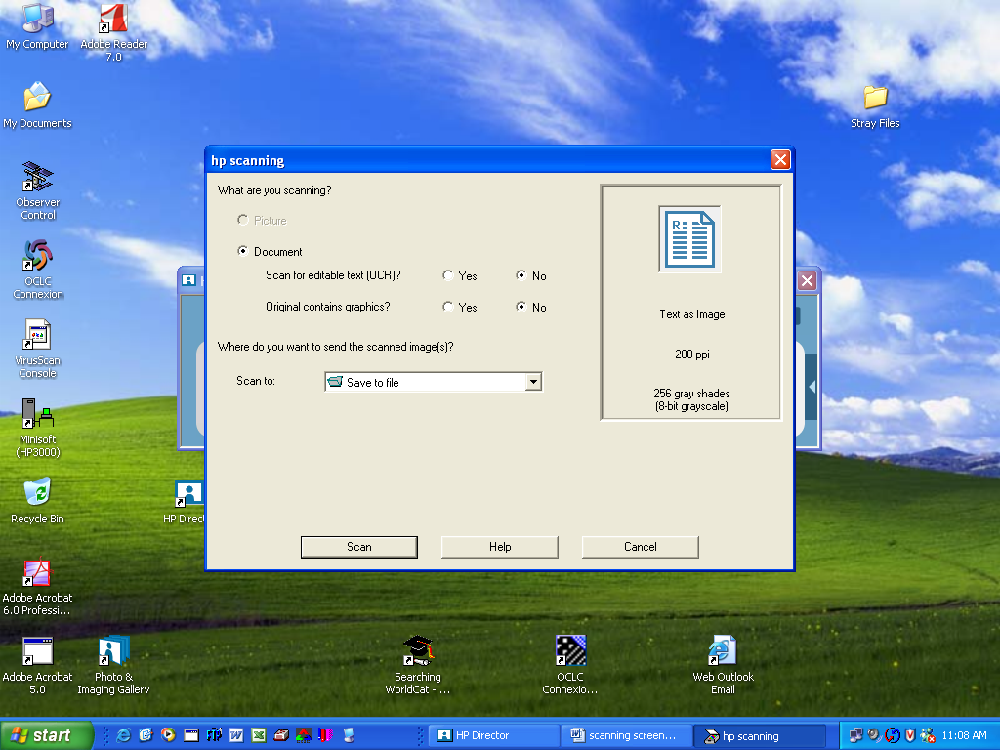 My Computer
Adobe Reader
7.0
My Documents
Stray Files
Observer
Control
OCLC
Connexion
VirusScan
Console
Minisoft
(HP3000)
Recycle Bin
HP Direc
Adobe Acrobat
6.0 Professi...
Adobe Acrobat
5.0
Photo &
Imaging Gallery
Searching
WorldCat - ...
OCLC
Connexio...
Web Outlook
Email
hp scanning
What are you scanning?
Picture
Document
Scan for editable text (OCR)? Yes No
Original contains graphics? Yes No
Where do you want to send the scanned image(s)?
Scan to: Save to file
Text as Image
200 ppi
256 gray shades
(8-bit grayscale)
Scan Help Cancel
start HP Director scanning screen... hp scanning 11:08 AM